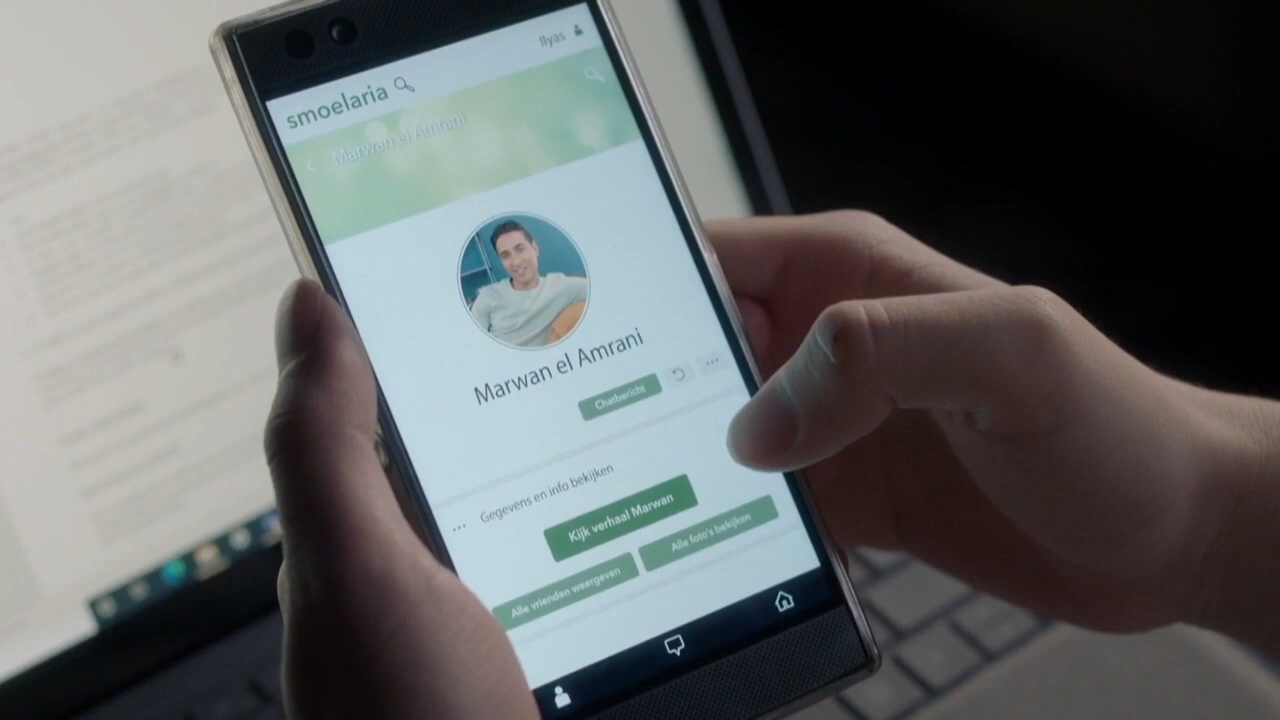 Ilyas
smoelaria
Marwan el Amrani
Marwan el Amrani
Chatbericht
Gegevens en info bekijken
Kijk verhaal Marwan
Alle vrienden weergeven
Alle foto's bekijken